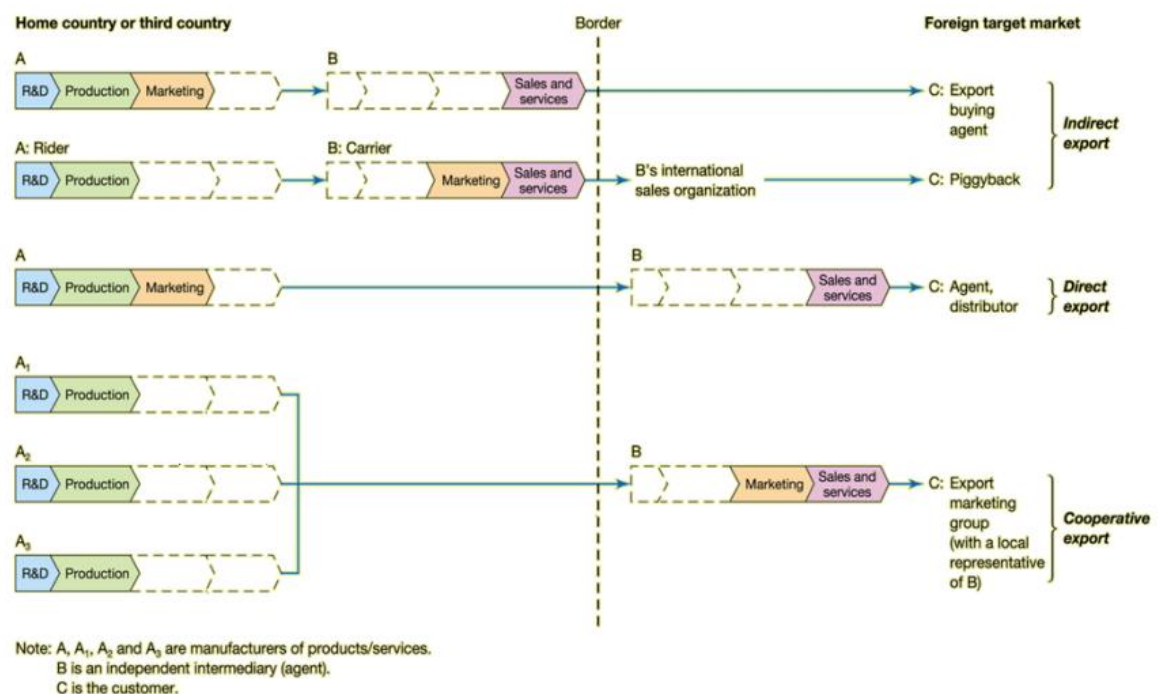 Home country or third country
Border
Foreign target market
A
R&D
Production
Marketing
B
Sales and
services
C: Export
buying
agent
Indirect
export
A: Rider
R&D
Production
B: Carrier
Marketing
Sales and
services
B's international
sales organization
C: Piggyback
A
R&D
Production
Marketing
B
Sales and
services
C: Agent,
distributor
Direct
export
A₁
R&D
Production
A₂
R&D
Production
B
Marketing
Sales and
services
C: Export
marketing
group
(with a local
representative
of B)
Cooperative
export
A₃
R&D
Production
Note: A, A₁, A₂ and A₃ are manufacturers of products/services.
B is an independent intermediary (agent).
C is the customer.